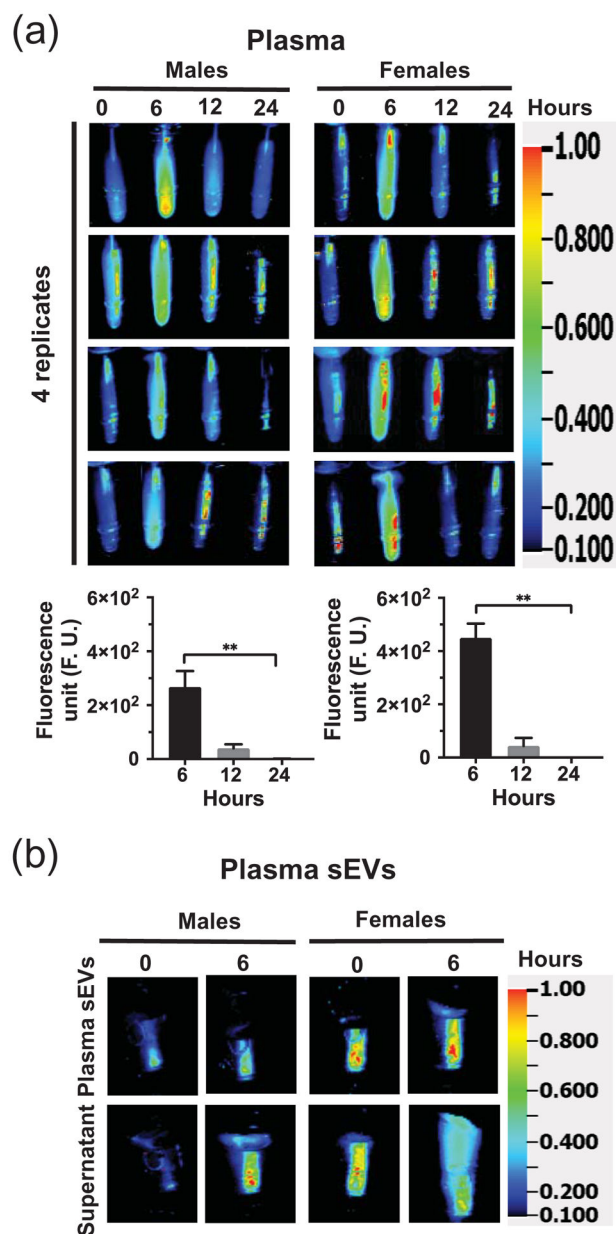 (a)
Plasma
Males Females
0 6 12 24 0 6 12 24 Hours
4 replicates
1.00
0.800
0.600
0.400
0.200
0.100
Fluorescence
unit (F. U.)
6×10²
4×10²
2×10²
0
**
6 12 24
Hours
Fluorescence
unit (F. U.)
6×10²
4×10²
2×10²
0
**
6 12 24
Hours
(b)
Plasma sEVs
Males Females
0 6 0 6 Hours
Plasma sEVs
Supernatant
1.00
0.800
0.600
0.400
0.200
0.100